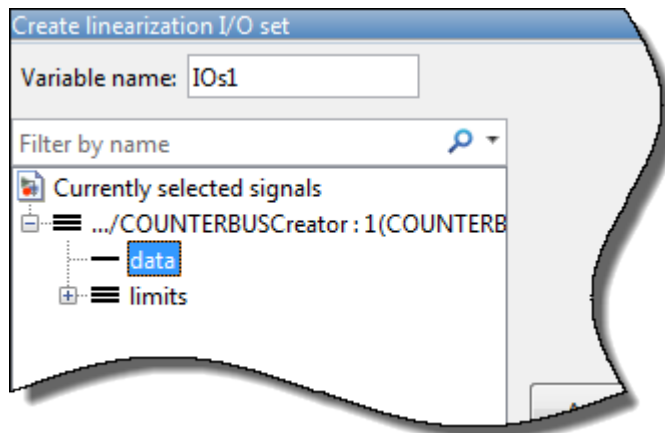 Create linearization I/O set
Variable name: IOs1
Filter by name
Currently selected signals
.../COUNTERBUSCreator : 1(COUNTERB
data
limits